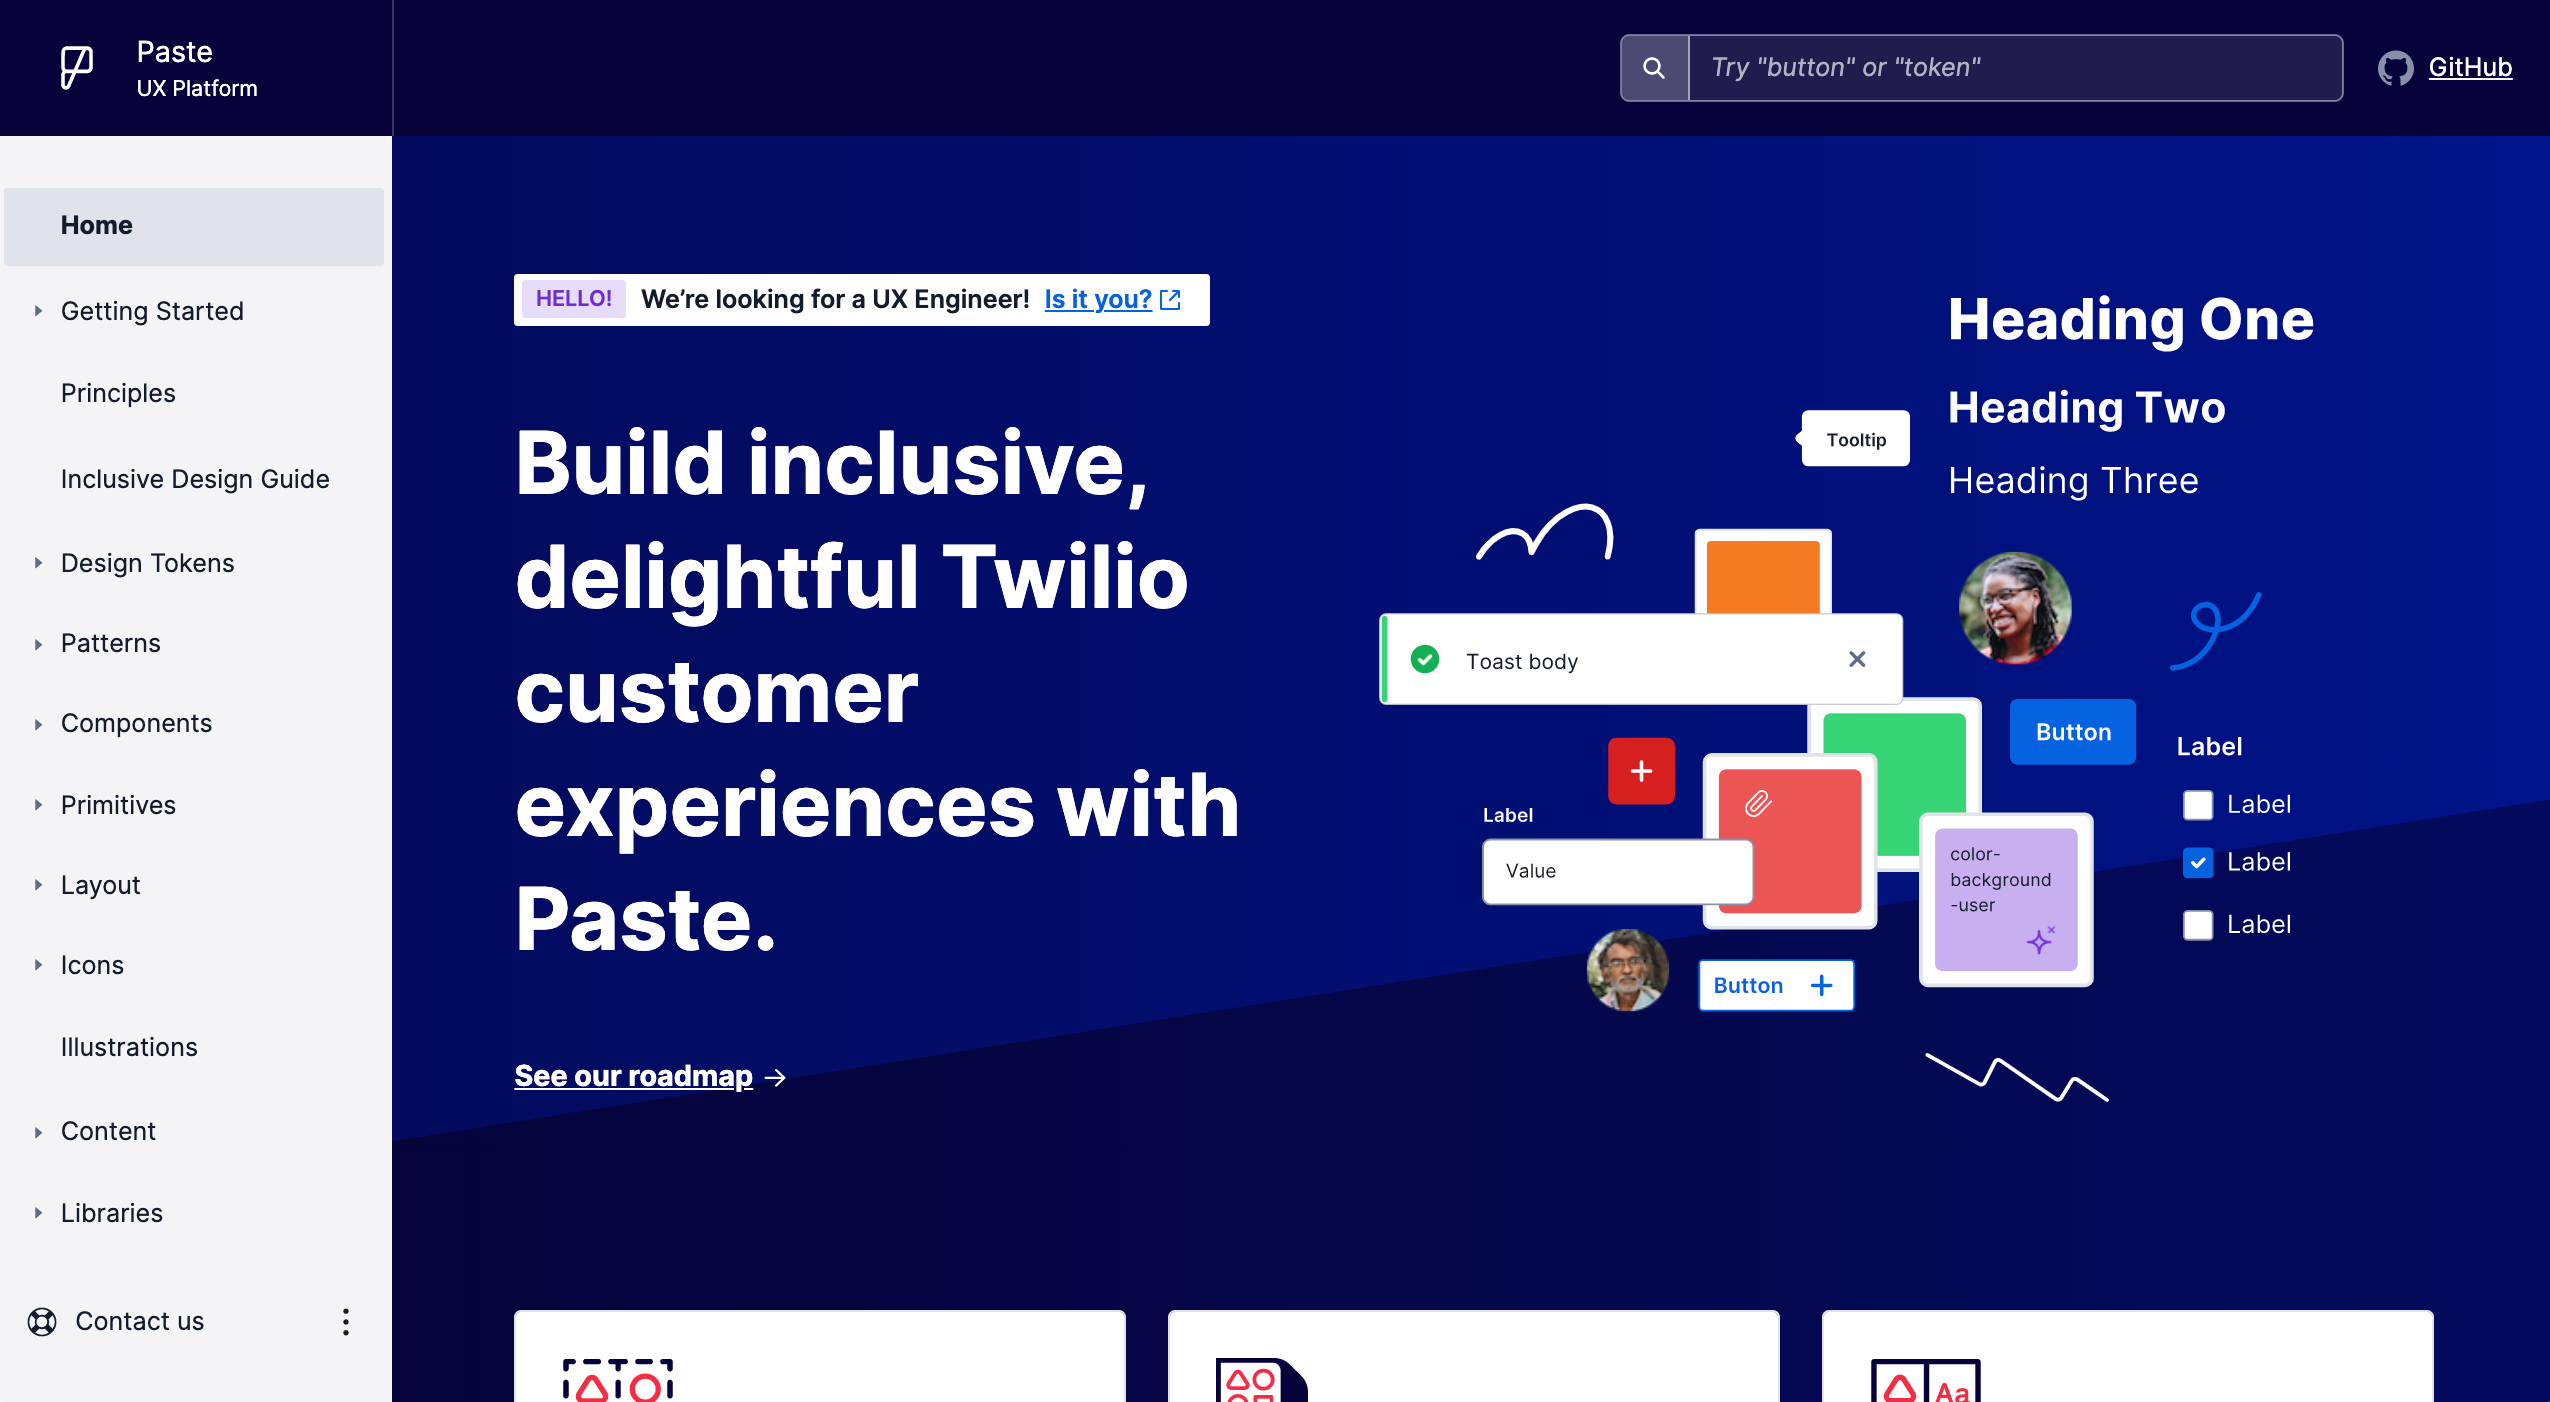 Paste
UX Platform
Try "button" or "token"
GitHub
Home
Getting Started
Principles
Inclusive Design Guide
Design Tokens
Patterns
Components
Primitives
Layout
Icons
Illustrations
Content
Libraries
Contact us
HELLO! We're looking for a UX Engineer! Is it you?
Build inclusive,
delightful Twilio
customer
experiences with
Paste.
See our roadmap
Heading One
Heading Two
Heading Three
Tooltip
Toast body
Button
Label
Label
Label
Label
Label
Value
color-
background
-user
Button
Aa